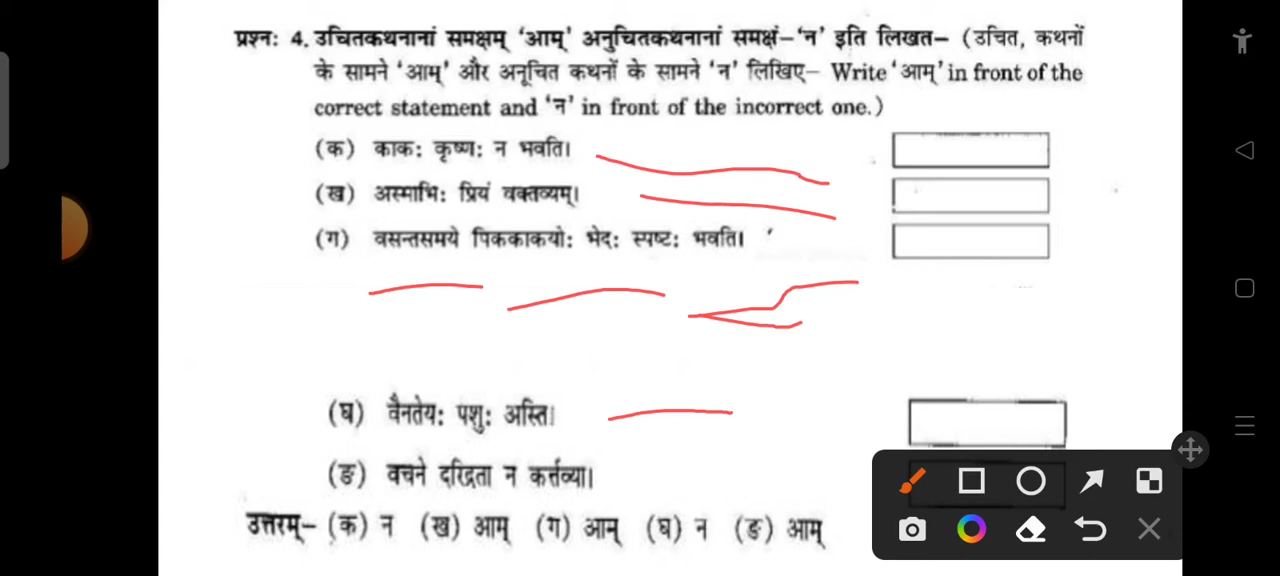 प्रश्न: 4. उचितकथनानां समक्षम् ‘आम्’ अनुचितकथनानां समक्षं–‘न’ इति लिखत– (उचित, कथनों
के सामने ‘आम्’ और अनूचित कथनों के सामने ‘न’ लिखिए– Write ‘आम्’ in front of the
correct statement and ‘न’ in front of the incorrect one.)
(क) काकः कृष्णः न भवति।
(ख) अस्माभिः प्रियं वक्तव्यम्।
(ग) वसन्तसमये पिककाकयोः भेदः स्पष्टः भवति।
(घ) वैनतेयः पशुः अस्ति।
(ङ) वचने दरिद्रता न कर्त्तव्या।
उत्तरम्– (क) न (ख) आम् (ग) आम् (घ) न (ङ) आम्